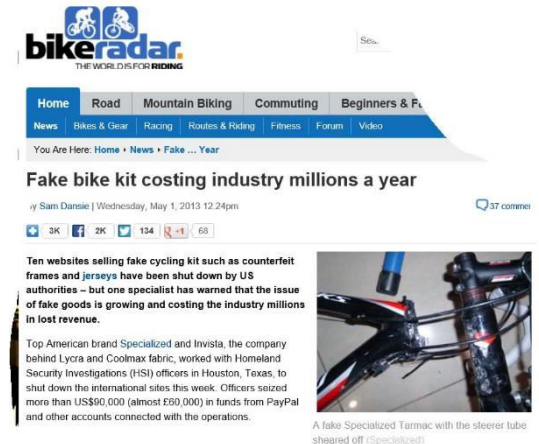 bikeradar.
THE WORLD IS FOR RIDING
Home Road Mountain Biking Commuting Beginners &
News Bikes & Gear Racing Routes & Riding Fitness Forum Video
You Are Here: Home › News › Fake ... Year
Fake bike kit costing industry millions a year
Sam Dansie | Wednesday, May 1, 2013 12.24pm
37 commen
3K 2K 134 +1 68
Ten websites selling fake cycling kit such as counterfeit
frames and jerseys have been shut down by US
authorities – but one specialist has warned that the issue
of fake goods is growing and costing the industry millions
in lost revenue.
Top American brand Specialized and Invista, the company
behind Lycra and Coolmax fabric, worked with Homeland
Security Investigations (HSI) officers in Houston, Texas, to
shut down the international sites this week. Officers seized
more than US$90,000 (almost £60,000) in funds from PayPal
and other accounts connected with the operations.
A fake Specialized Tarmac with the steerer tube
sheared off (Specialized)